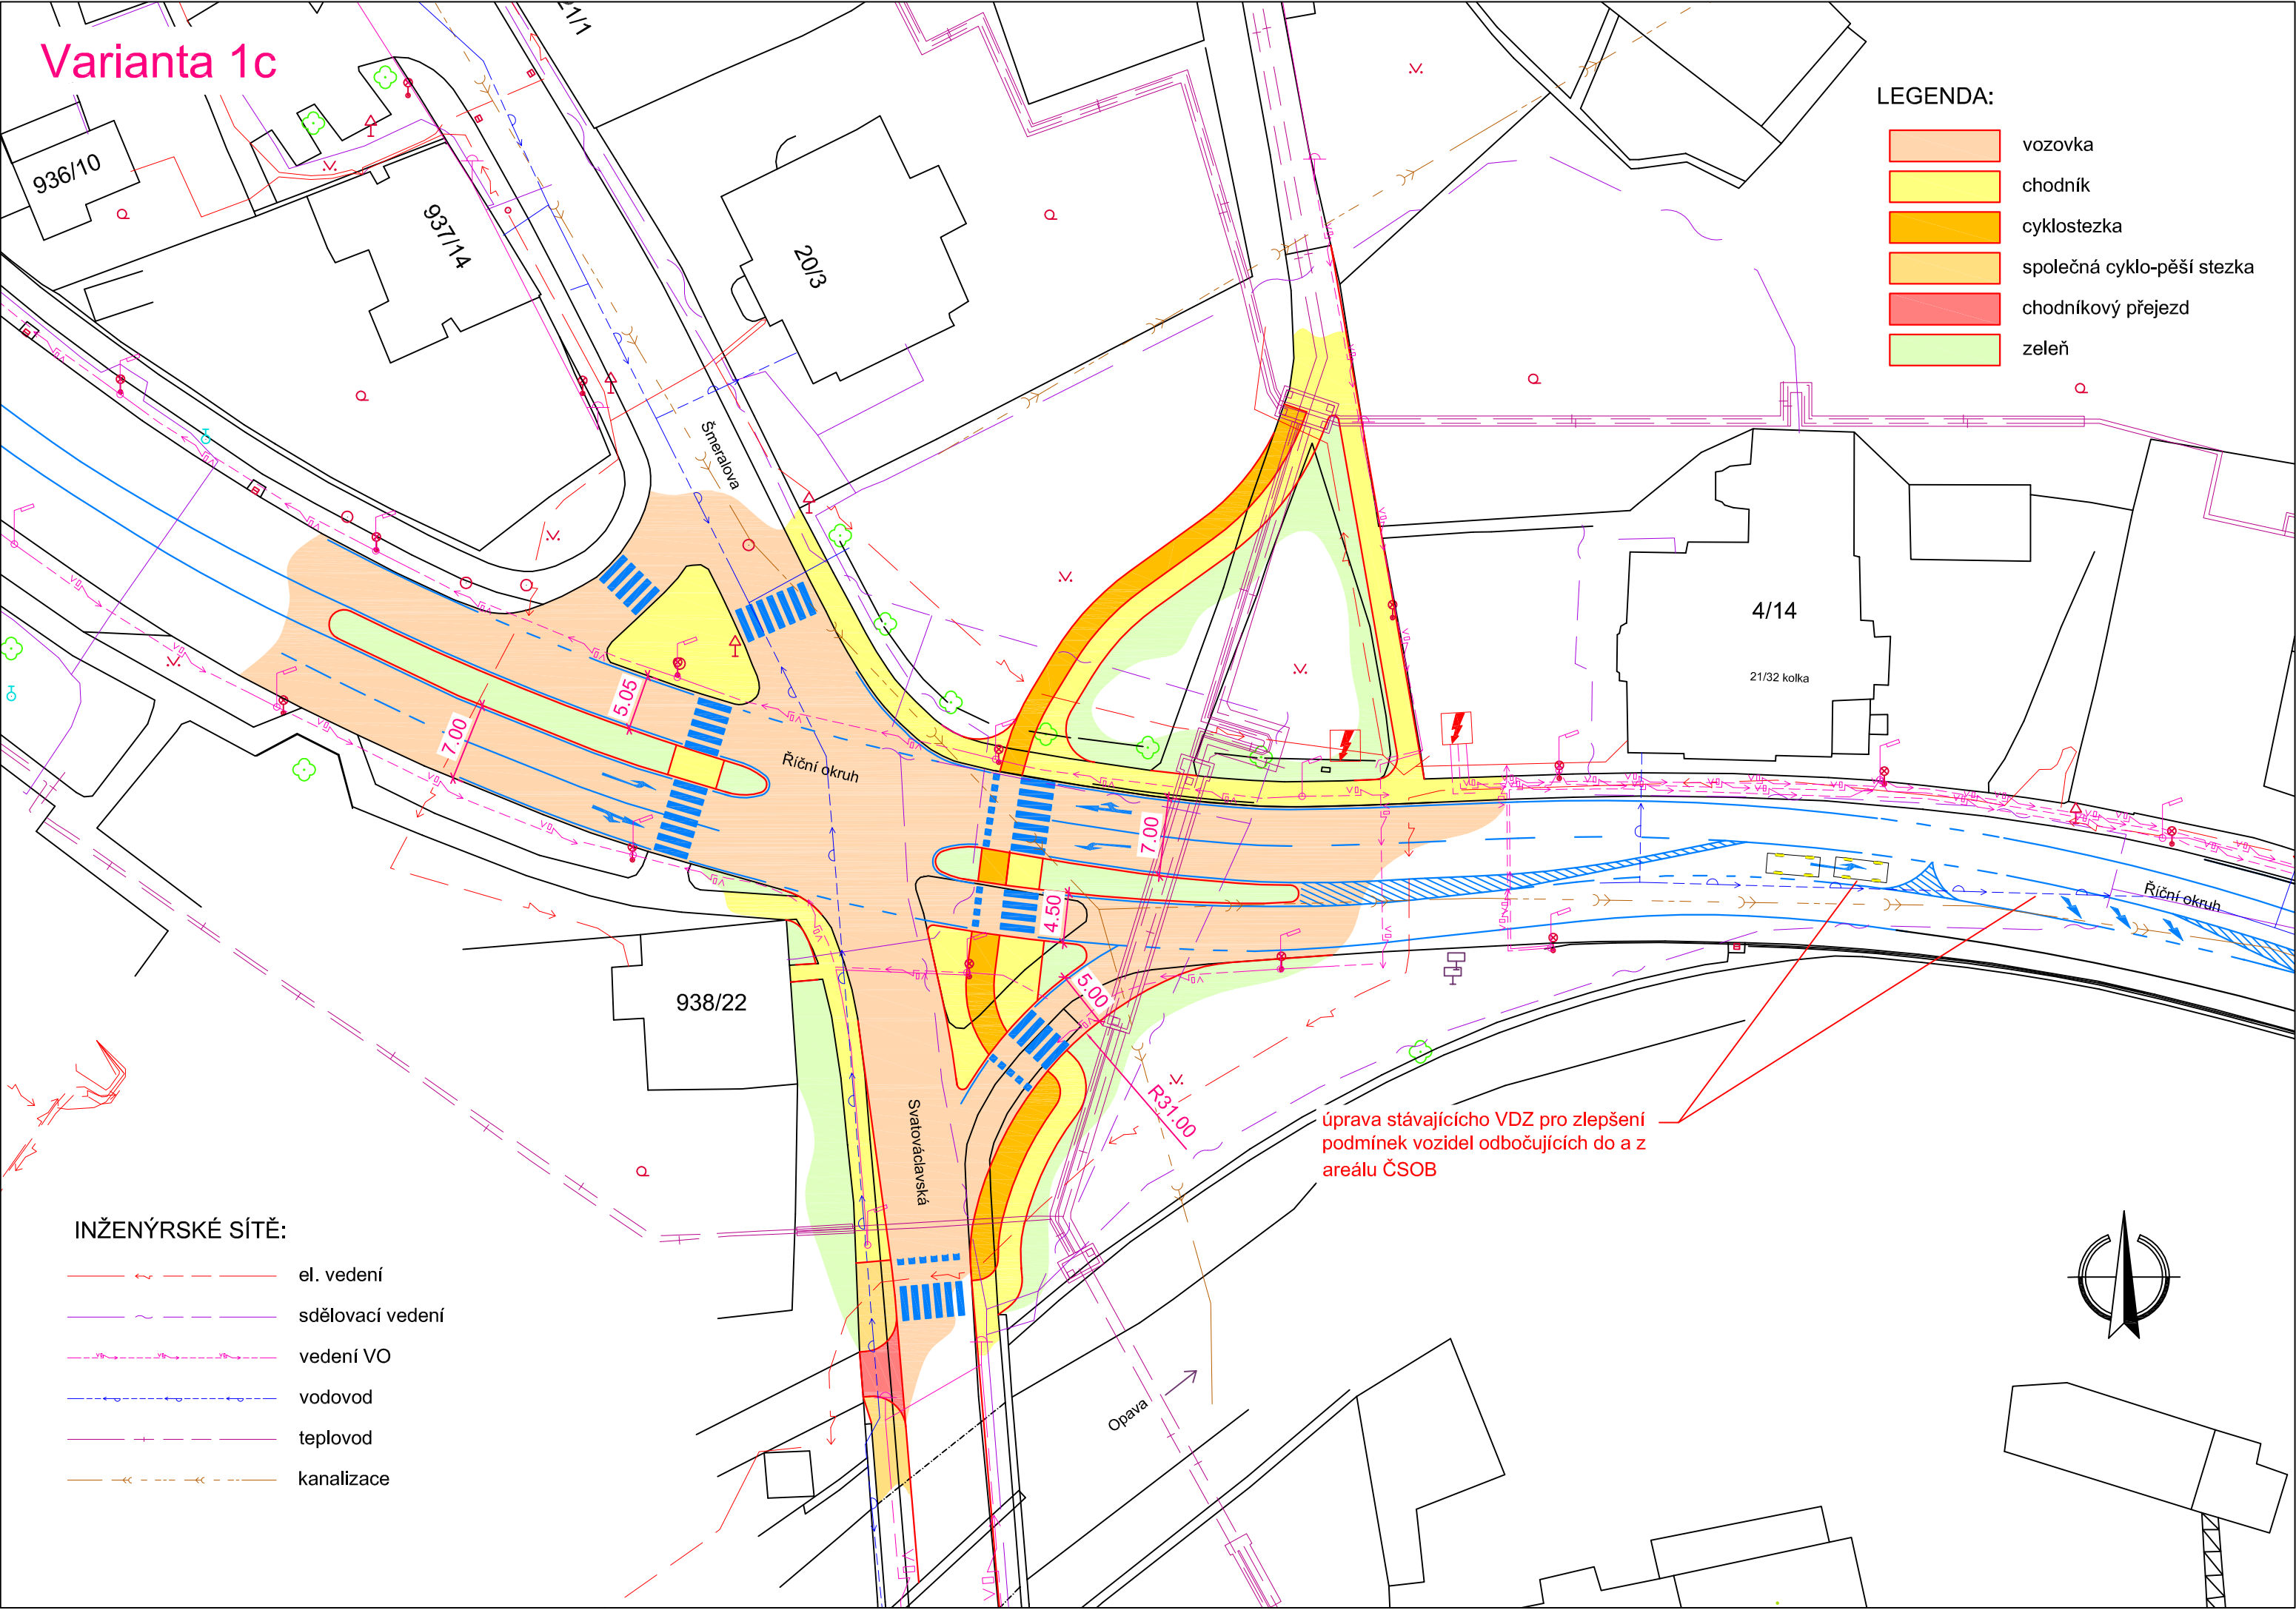 Varianta 1c
21/1
936/10
937/14
20/3
LEGENDA:
vozovka
chodník
cyklostezka
společná cyklo-pěší stezka
chodníkový přejezd
zeleň
Šmeralova
4/14
21/32 kolka
5.05
7.00
Říční okruh
7.00
4.50
Říční okruh
938/22
5.00
R31.00
Svatováclavská
úprava stávajícícho VDZ pro zlepšení
podmínek vozidel odbočujících do a z
areálu ČSOB
Opava
INŽENÝRSKÉ SÍTĚ:
el. vedení
sdělovací vedení
vedení VO
vodovod
teplovod
kanalizace